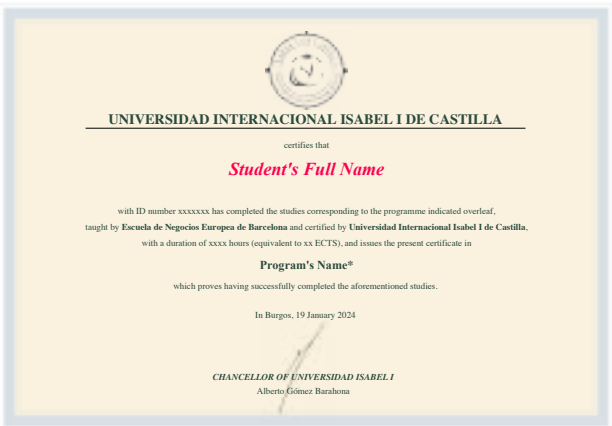 UNIVERSIDAD INTERNACIONAL ISABEL I DE CASTILLA
certifies that
Student's Full Name
with ID number xxxxxxx has completed the studies corresponding to the programme indicated overleaf,
taught by Escuela de Negocios Europea de Barcelona and certified by Universidad Internacional Isabel I de Castilla,
with a duration of xxxx hours (equivalent to xx ECTS), and issues the present certificate in
Program's Name*
which proves having successfully completed the aforementioned studies.
In Burgos, 19 January 2024
CHANCELLOR OF UNIVERSIDAD ISABEL I
Alberto Gómez Barahona